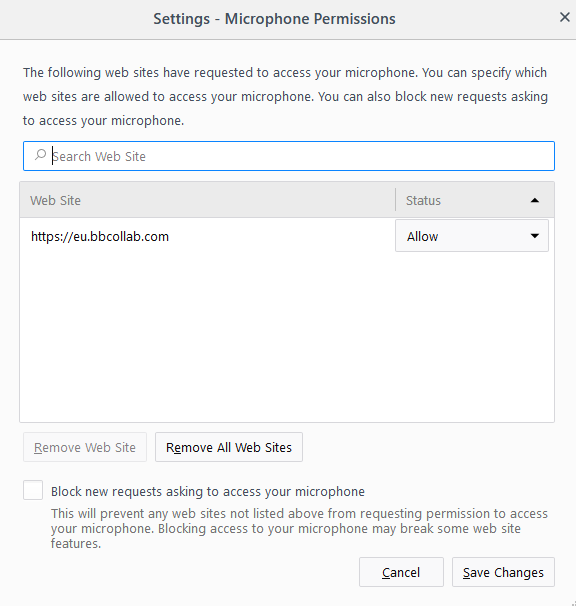 Settings - Microphone Permissions
The following web sites have requested to access your microphone. You can specify which
web sites are allowed to access your microphone. You can also block new requests asking
to access your microphone.
Search Web Site
Web Site Status
https://eu.bbcollab.com Allow
Remove Web Site Remove All Web Sites
Block new requests asking to access your microphone
This will prevent any web sites not listed above from requesting permission to access
your microphone. Blocking access to your microphone may break some web site
features.
Cancel Save Changes